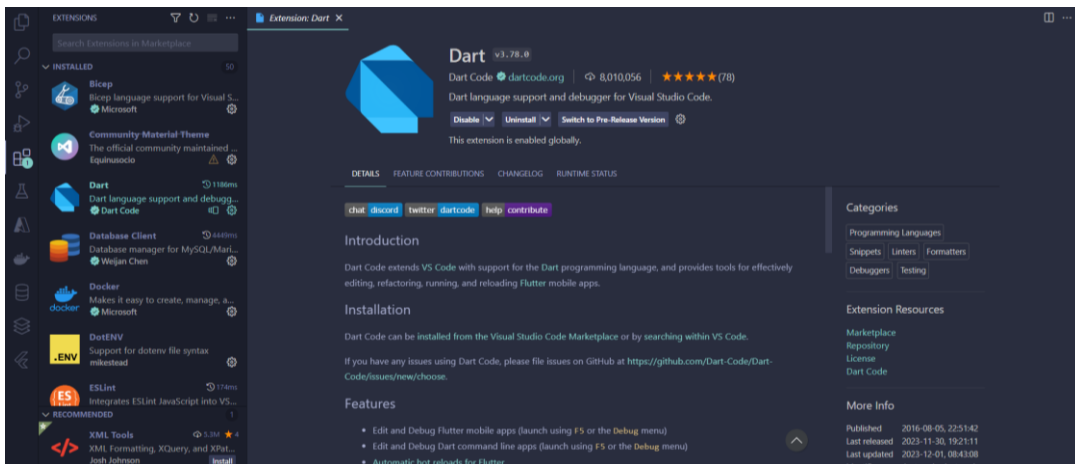 EXTENSIONS
Search Extensions in Marketplace
INSTALLED 50
Bicep
Bicep language support for Visual S...
Microsoft
Community Material Theme
The official community maintained ...
Equinusocio
Dart 1186ms
Dart language support and debugg...
Dart Code
Database Client 4449ms
Database manager for MySQL/Mari...
Weijan Chen
docker
Docker
Makes it easy to create, manage, a...
Microsoft
.ENV
DotENV
Support for dotenv file syntax
mikestead
ES
ESLint 174ms
Integrates ESLint JavaScript into VS...
RECOMMENDED 1
</>
XML Tools 3.3M 4
XML Formatting, XQuery, and XPat...
Josh Johnson Install
Extension: Dart
Dart v3.78.0
Dart Code dartcode.org 8,010,056 (78)
Dart language support and debugger for Visual Studio Code.
Disable Uninstall Switch to Pre-Release Version
This extension is enabled globally.
DETAILS FEATURE CONTRIBUTIONS CHANGELOG RUNTIME STATUS
chat discord twitter dartcode help contribute
Introduction
Dart Code extends VS Code with support for the Dart programming language, and provides tools for effectively
editing, refactoring, running, and reloading Flutter mobile apps.
Installation
Dart Code can be installed from the Visual Studio Code Marketplace or by searching within VS Code.
If you have any issues using Dart Code, please file issues on GitHub at https://github.com/Dart-Code/Dart-
Code/issues/new/choose.
Features
• Edit and Debug Flutter mobile apps (launch using F5 or the Debug menu)
• Edit and Debug Dart command line apps (launch using F5 or the Debug menu)
• Automatic hot reloads for Flutter
Categories
Programming Languages
Snippets Linters Formatters
Debuggers Testing
Extension Resources
Marketplace
Repository
License
Dart Code
More Info
Published 2016-08-05, 22:51:42
Last released 2023-11-30, 19:21:11
Last updated 2023-12-01, 08:43:08